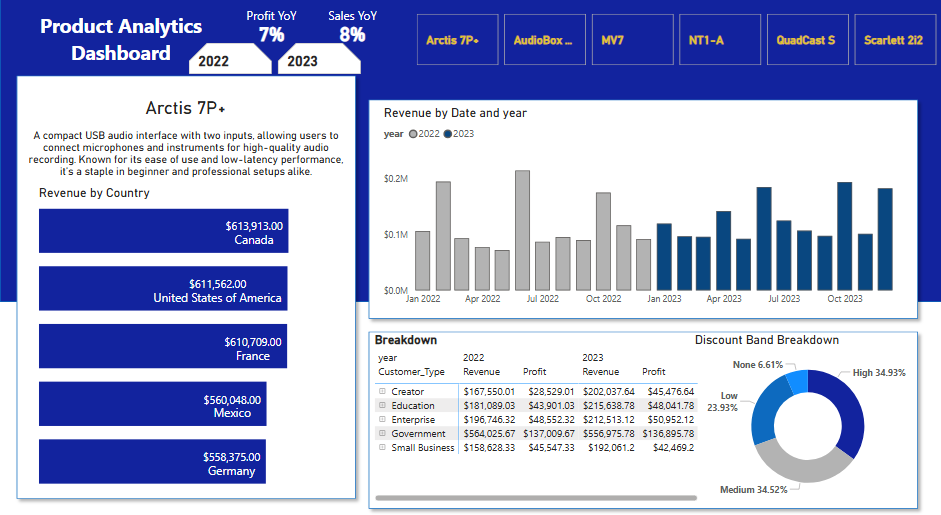 Product Analytics
Dashboard
Profit YoY
7%
Sales YoY
8%
2022
2023
Arctis 7P+
AudioBox ...
MV7
NT1-A
QuadCast S
Scarlett 2i2
Arctis 7P+
A compact USB audio interface with two inputs, allowing users to
connect microphones and instruments for high-quality audio
recording. Known for its ease of use and low-latency performance,
it's a staple in beginner and professional setups alike.
Revenue by Country
$613,913.00
Canada
$611,562.00
United States of America
$610,709.00
France
$560,048.00
Mexico
$558,375.00
Germany
Revenue by Date and year
year 2022 2023
$0.2M
$0.1M
$0.0M
Jan 2022 Apr 2022 Jul 2022 Oct 2022 Jan 2023 Apr 2023 Jul 2023 Oct 2023
Breakdown
year 2022 2023
Customer_Type Revenue Profit Revenue Profit
Creator $167,550.01 $28,529.01 $202,037.64 $45,476.64
Education $181,089.03 $43,901.03 $215,638.78 $48,041.78
Enterprise $196,746.32 $48,552.32 $212,513.12 $50,952.12
Government $564,025.67 $137,009.67 $556,975.78 $136,895.78
Small Business $158,628.33 $45,547.33 $192,061.2 $42,469.2
Discount Band Breakdown
None 6.61%
High 34.93%
Low
23.93%
Medium 34.52%